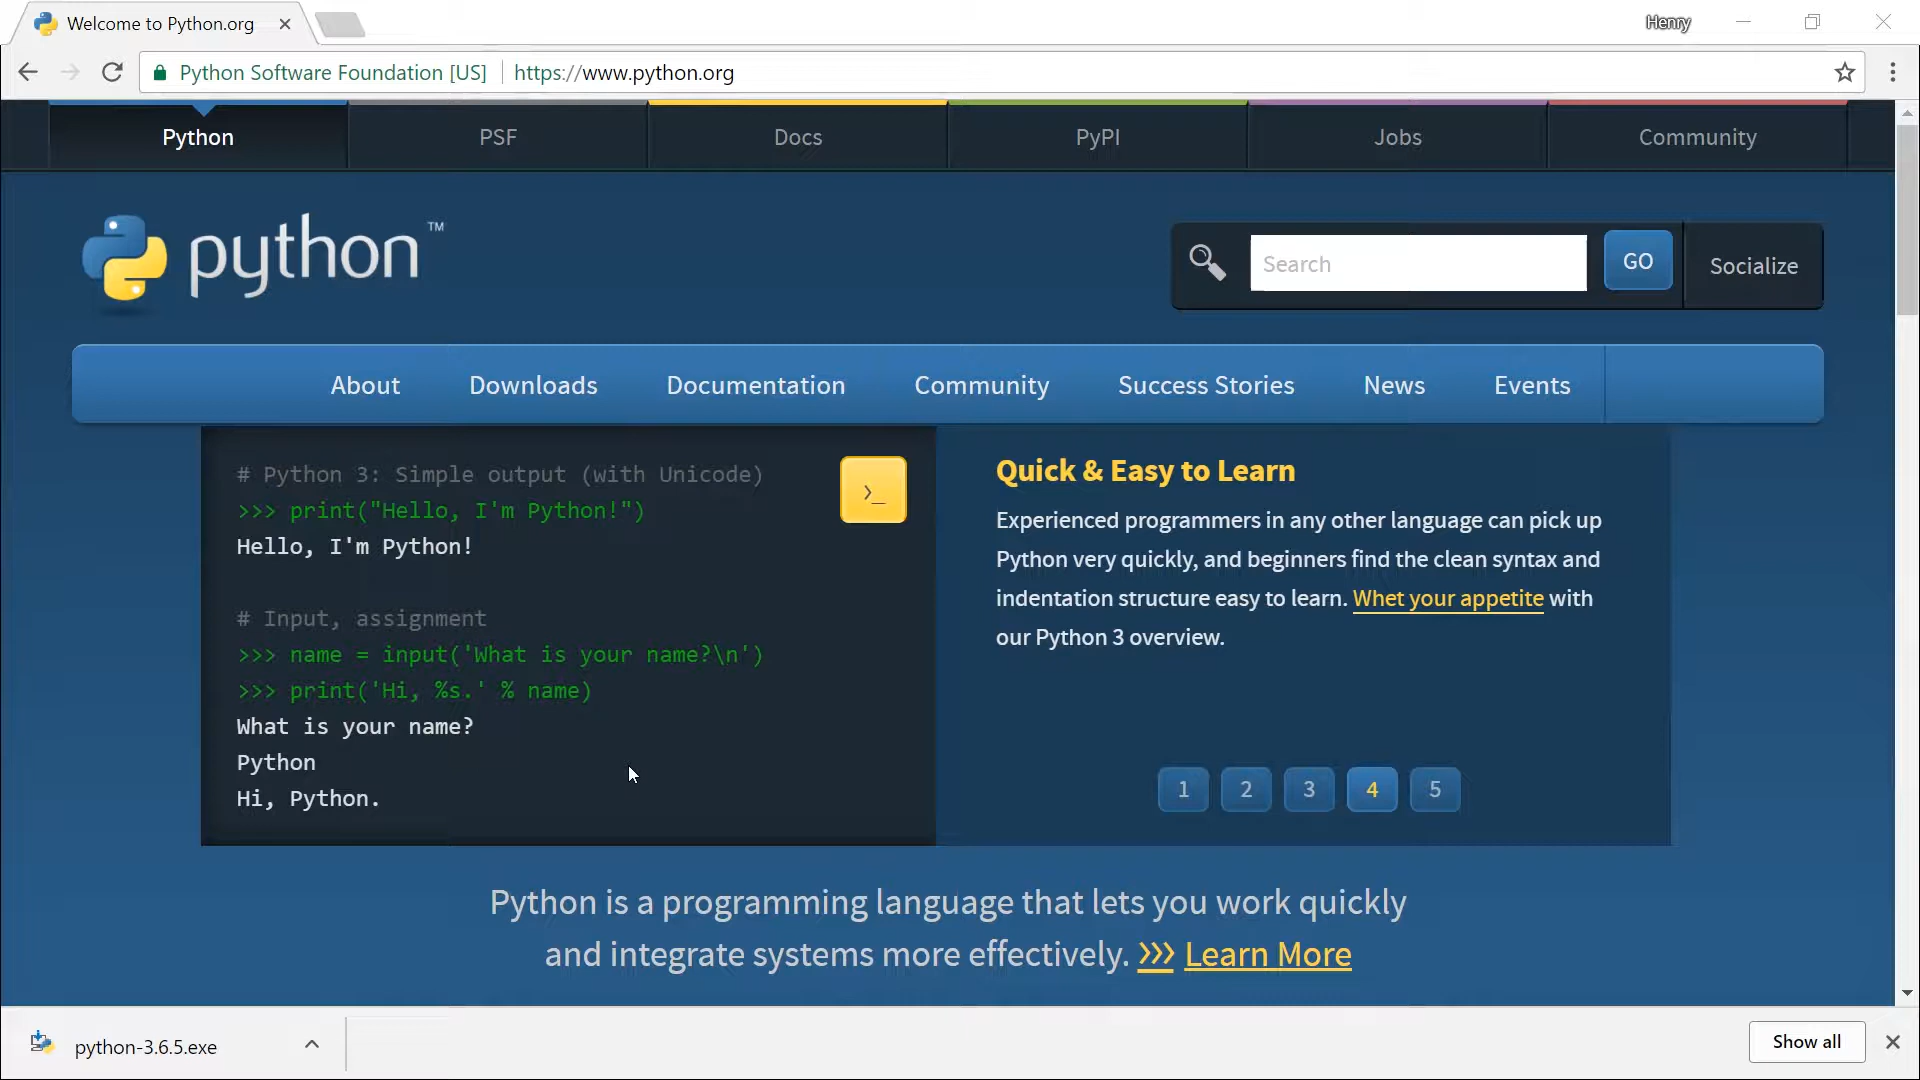 Welcome to Python.org
Henry
Python Software Foundation [US] https://www.python.org
Python PSF Docs PyPI Jobs Community
python™
Search GO Socialize
About Downloads Documentation Community Success Stories News Events
# Python 3: Simple output (with Unicode)
>>> print("Hello, I'm Python!")
Hello, I'm Python!
# Input, assignment
>>> name = input('What is your name?\n')
>>> print('Hi, %s.' % name)
What is your name?
Python
Hi, Python.
>_
Quick & Easy to Learn
Experienced programmers in any other language can pick up
Python very quickly, and beginners find the clean syntax and
indentation structure easy to learn. Whet your appetite with
our Python 3 overview.
1 2 3 4 5
Python is a programming language that lets you work quickly
and integrate systems more effectively. >>> Learn More
python-3.6.5.exe
Show all